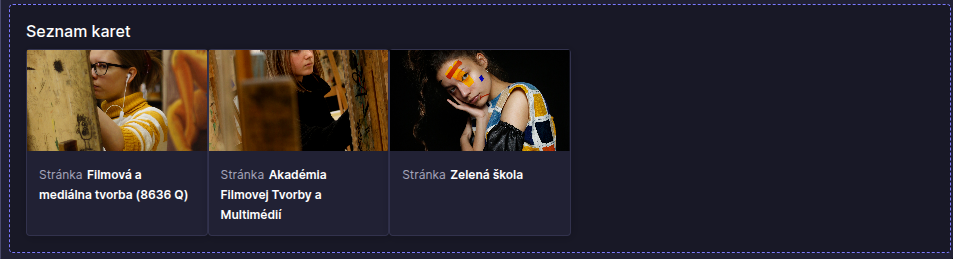 Seznam karet
Stránka Filmová a
mediálna tvorba (8636 Q)
Stránka Akadémia
Filmovej Tvorby a
Multimédií
Stránka Zelená škola